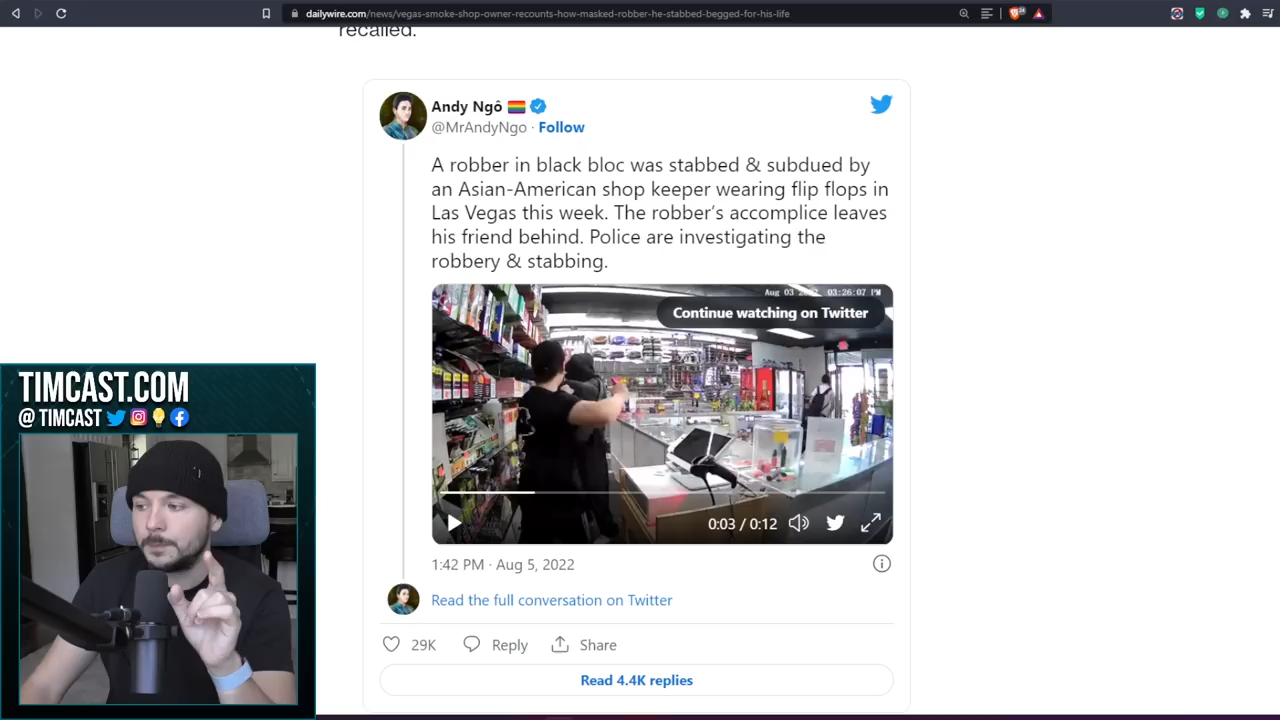 dailywire.com/news/vegas-smoke-shop-owner-recounts-how-masked-robber-he-stabbed-begged-for-his-life
recalled.
Andy Ngô
@MrAndyNgo · Follow
A robber in black bloc was stabbed & subdued by
an Asian-American shop keeper wearing flip flops in
Las Vegas this week. The robber's accomplice leaves
his friend behind. Police are investigating the
robbery & stabbing.
Continue watching on Twitter
0:03 / 0:12
1:42 PM · Aug 5, 2022
Read the full conversation on Twitter
29K Reply Share
Read 4.4K replies
TIMCAST.COM
@ TIMCAST